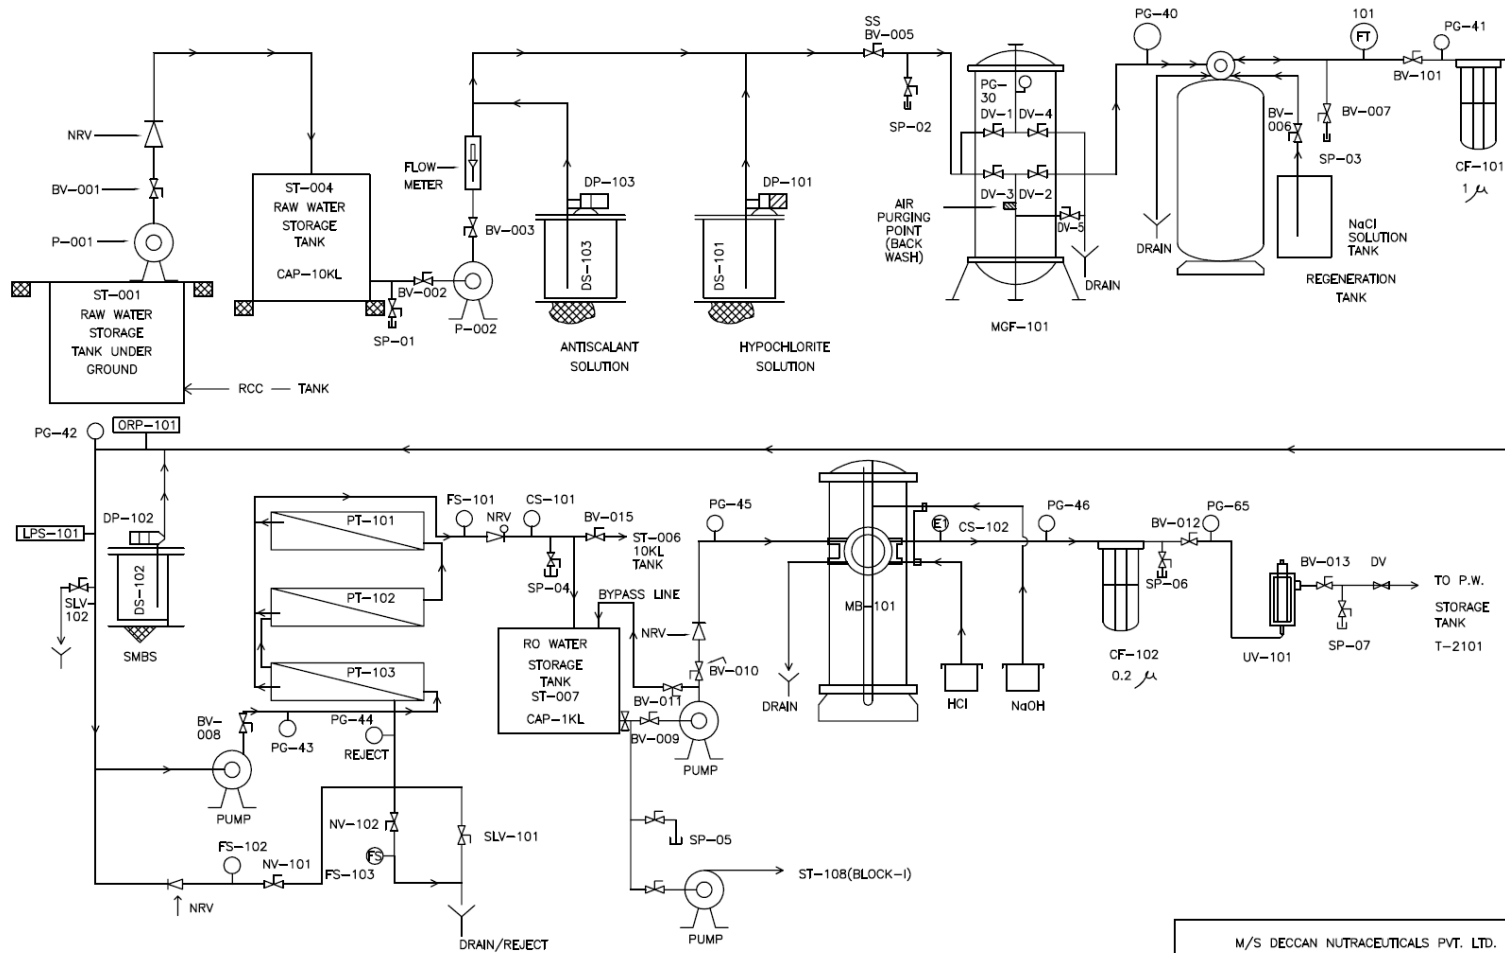 SS
BV-005
PG-40
101
FT
PG-41
BV-101
NRV
BV-001
P-001
ST-001
RAW WATER
STORAGE
TANK UNDER
GROUND
RCC — TANK
ST-004
RAW WATER
STORAGE
TANK
CAP-10KL
BV-002
SP-01
FLOW
METER
BV-003
P-002
DP-103
DS-103
ANTISCALANT
SOLUTION
DP-101
DS-101
HYPOCHLORITE
SOLUTION
SP-02
PG-
30
DV-1
DV-4
DV-3
DV-2
DV-5
AIR
PURGING
POINT
(BACK
WASH)
DRAIN
MGF-101
DRAIN
BV-
006
BV-007
SP-03
NaCl
SOLUTION
TANK
REGENERATION
TANK
CF-101
1 μ
PG-42
ORP-101
LPS-101
DP-102
DS-102
SLV-
102
SMBS
PT-101
PT-102
PT-103
FS-101
NRV
CS-101
BV-015
ST-006
10KL
TANK
SP-04
BYPASS LINE
RO WATER
STORAGE
TANK
ST-007
CAP-1KL
NRV
BV-010
BV-011
BV-009
PUMP
PG-45
MB-101
DRAIN
E1
CS-102
PG-46
HCl
NaOH
CF-102
0.2 μ
BV-012
PG-65
SP-06
UV-101
BV-013
DV
SP-07
TO P.W.
STORAGE
TANK
T-2101
BV-
008
PUMP
PG-43
PG-44
REJECT
NV-102
FS
FS-103
SLV-101
FS-102
NV-101
NRV
DRAIN/REJECT
SP-05
ST-108(BLOCK-I)
PUMP
M/S DECCAN NUTRACEUTICALS PVT. LTD.